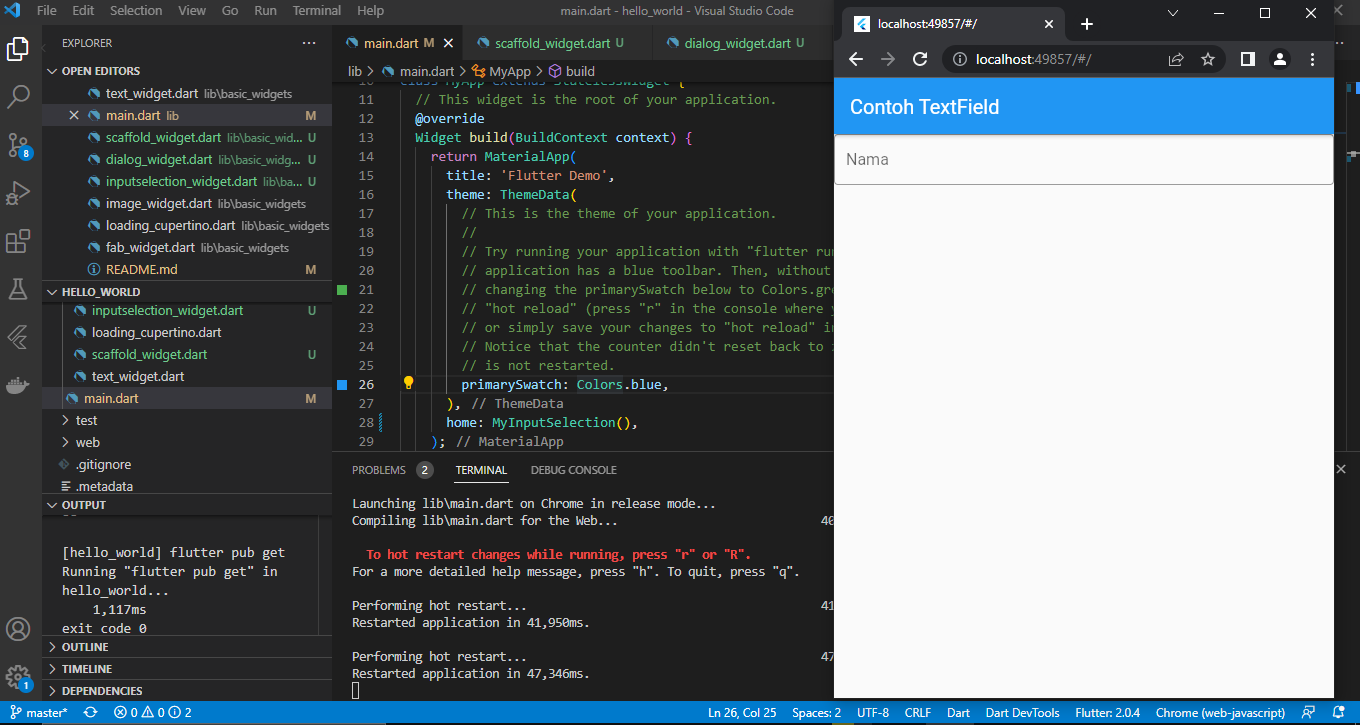 File Edit Selection View Go Run Terminal Help
main.dart - hello_world - Visual Studio Code
EXPLORER
OPEN EDITORS
text_widget.dart lib\basic_widgets
main.dart lib M
scaffold_widget.dart lib\basic_wid... U
dialog_widget.dart lib\basic_widg... U
inputselection_widget.dart lib\ba... U
image_widget.dart lib\basic_widgets
loading_cupertino.dart lib\basic_widgets
fab_widget.dart lib\basic_widgets
README.md M
HELLO_WORLD
inputselection_widget.dart U
loading_cupertino.dart
scaffold_widget.dart U
text_widget.dart
main.dart M
test
web
.gitignore
.metadata
OUTPUT
[hello_world] flutter pub get
Running "flutter pub get" in
hello_world...
1,117ms
exit code 0
OUTLINE
TIMELINE
DEPENDENCIES
8
1
main.dart M
scaffold_widget.dart U
dialog_widget.dart U
lib > main.dart > MyApp > build
10 class MyApp extends StatelessWidget {
11 // This widget is the root of your application.
12 @override
13 Widget build(BuildContext context) {
14 return MaterialApp(
15 title: 'Flutter Demo',
16 theme: ThemeData(
17 // This is the theme of your application.
18 //
19 // Try running your application with "flutter run
20 // application has a blue toolbar. Then, without
21 // changing the primarySwatch below to Colors.gre
22 // "hot reload" (press "r" in the console where y
23 // or simply save your changes to "hot reload" in
24 // Notice that the counter didn't reset back to
25 // is not restarted.
26 primarySwatch: Colors.blue,
27 ), // ThemeData
28 home: MyInputSelection(),
29 ); // MaterialApp
PROBLEMS 2 TERMINAL DEBUG CONSOLE
Launching lib\main.dart on Chrome in release mode...
Compiling lib\main.dart for the Web... 40
To hot restart changes while running, press "r" or "R".
For a more detailed help message, press "h". To quit, press "q".
Performing hot restart... 41
Restarted application in 41,950ms.
Performing hot restart... 47
Restarted application in 47,346ms.
localhost:49857/#/
localhost:49857/#/
Contoh TextField
Nama
master* 0 0 2
Ln 26, Col 25 Spaces: 2 UTF-8 CRLF Dart Dart DevTools Flutter: 2.0.4 Chrome (web-javascript)